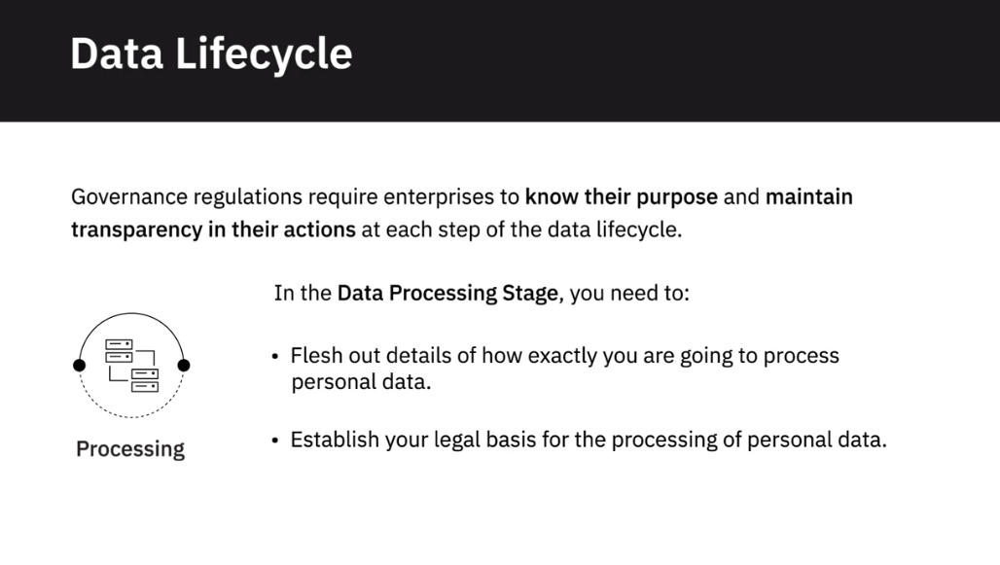 Data Lifecycle
Governance regulations require enterprises to know their purpose and maintain
transparency in their actions at each step of the data lifecycle.
In the Data Processing Stage, you need to:
• Flesh out details of how exactly you are going to process
personal data.
• Establish your legal basis for the processing of personal data.
Processing